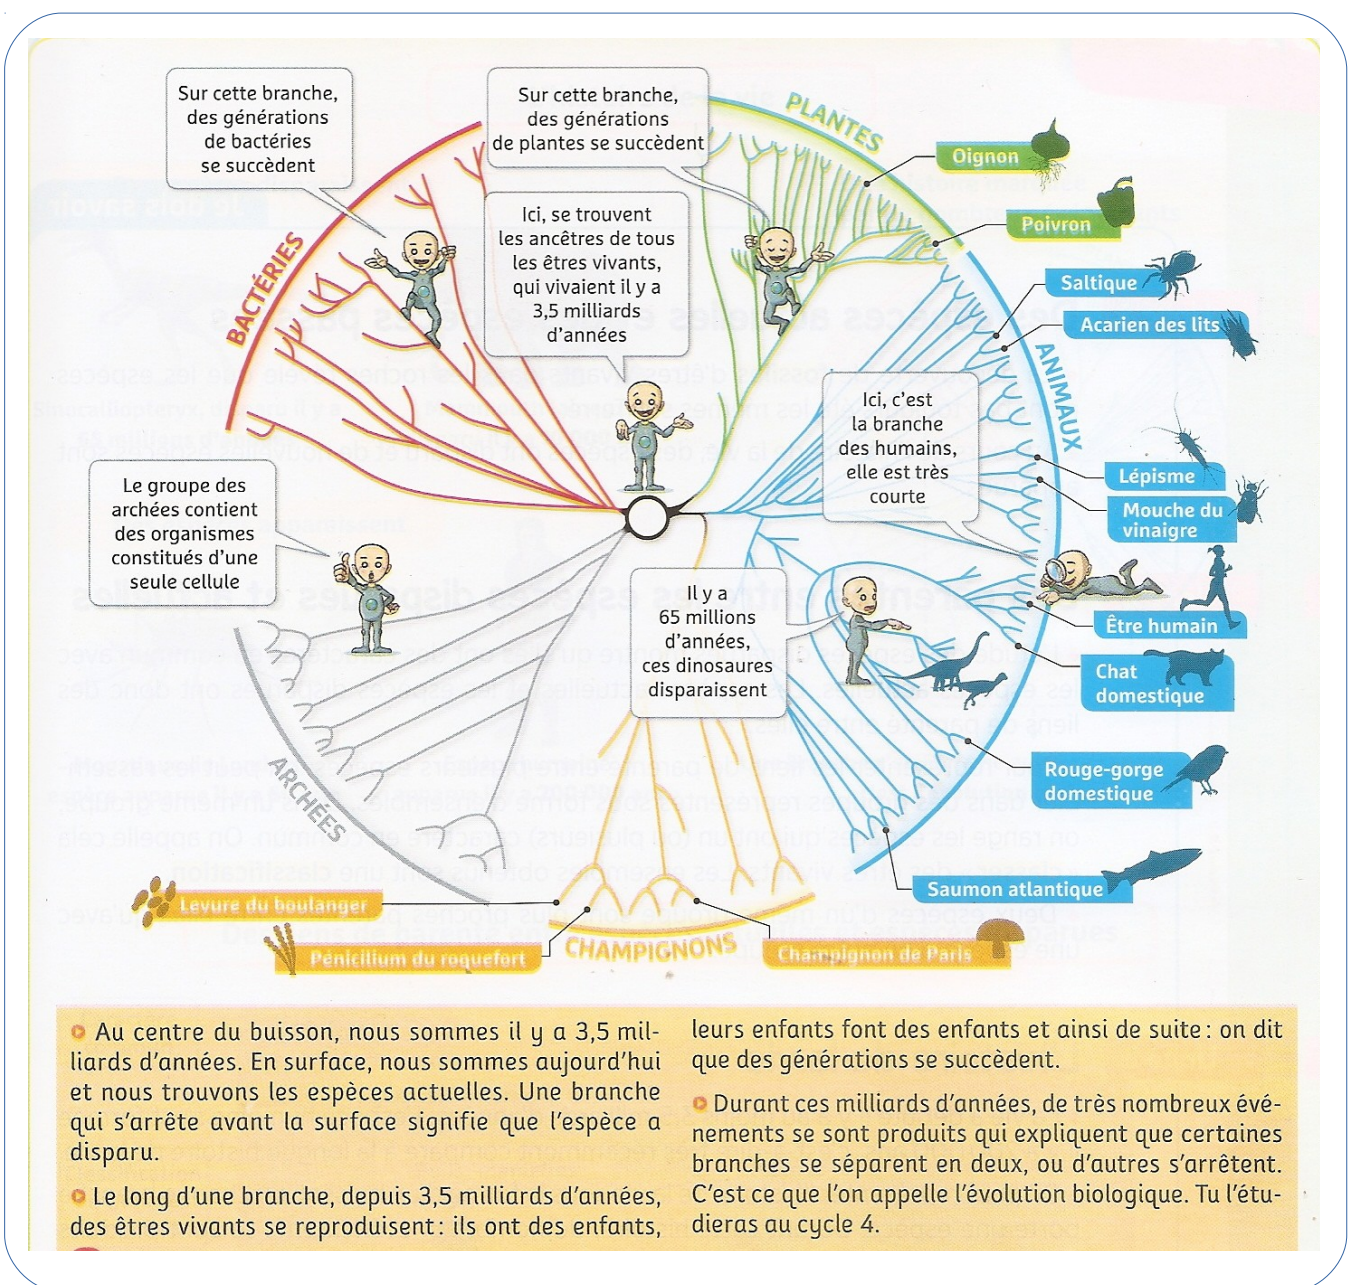 Sur cette branche,
des générations
de bactéries
se succèdent
Sur cette branche,
des générations
de plantes se succèdent
PLANTES
Oignon
Poivron
Ici, se trouvent
les ancêtres de tous
les êtres vivants,
qui vivaient il y a
3,5 milliards
d'années
BACTÉRIES
Saltique
Acarien des lits
ANIMAUX
Ici, c'est
la branche
des humains,
elle est très
courte
Lépisme
Mouche du
vinaigre
Le groupe des
archées contient
des organismes
constitués d'une
seule cellule
Il y a
65 millions
d'années,
ces dinosaures
disparaissent
Être humain
Chat
domestique
Rouge-gorge
domestique
ARCHÉES
Saumon atlantique
Levure du boulanger
Pénicilium du roquefort
CHAMPIGNONS
Champignon de Paris
Au centre du buisson, nous sommes il y a 3,5 mil-
liards d'années. En surface, nous sommes aujourd'hui
et nous trouvons les espèces actuelles. Une branche
qui s'arrête avant la surface signifie que l'espèce a
disparu.
Le long d'une branche, depuis 3,5 milliards d'années,
des êtres vivants se reproduisent : ils ont des enfants,
leurs enfants font des enfants et ainsi de suite : on dit
que des générations se succèdent.
Durant ces milliards d'années, de très nombreux évé-
nements se sont produits qui expliquent que certaines
branches se séparent en deux, ou d'autres s'arrêtent.
C'est ce que l'on appelle l'évolution biologique. Tu l'étu-
dieras au cycle 4.